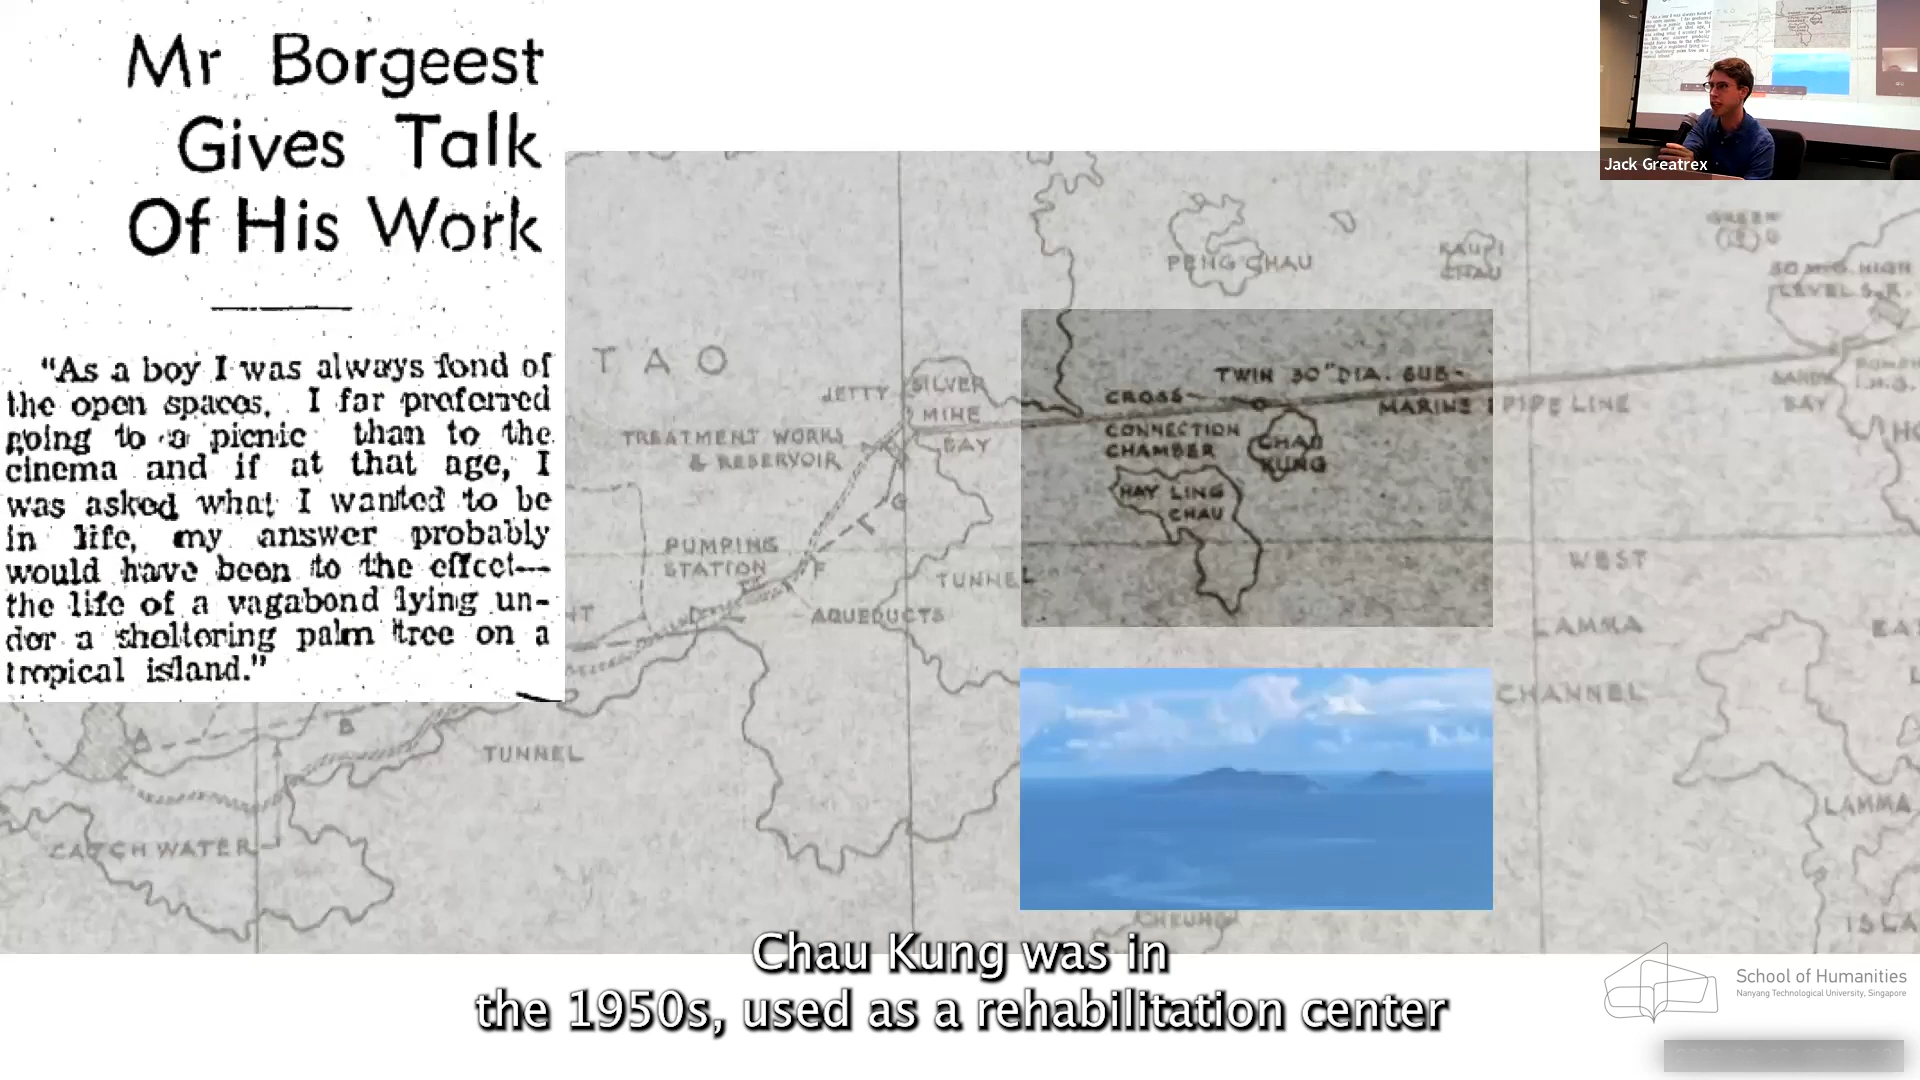 Mr Borgeest
Gives Talk
Of His Work
"As a boy I was always fond of
the open spaces. I far preferred
going to a picnic than to the
cinema and if at that age, I
was asked what I wanted to be
in life, my answer probably
would have been to the effect—
the life of a vagabond lying un-
der a sheltering palm tree on a
tropical island."
Jack Greatrex
PENG CHAU
KAU I
CHAU
GREEN
LEVEL S.R.
TAO
JETTY
SILVER
MINE
BAY
TREATMENT WORKS
& RESERVOIR
TWIN 30" DIA. SUB-
MARINE PIPE LINE
CROSS-
CONNECTION
CHAMBER
CHAU
KUNG
HAY LING
CHAU
SANDY
BAY
PUMPING
STATION
TUNNEL
AQUEDUCTS
WEST
LAMMA
CHANNEL
B
A
TUNNEL
CATCH WATER
LAMMA
CHEUNG
Chau Kung was in
the 1950s, used as a rehabilitation center
School of Humanities
Nanyang Technological University, Singapore